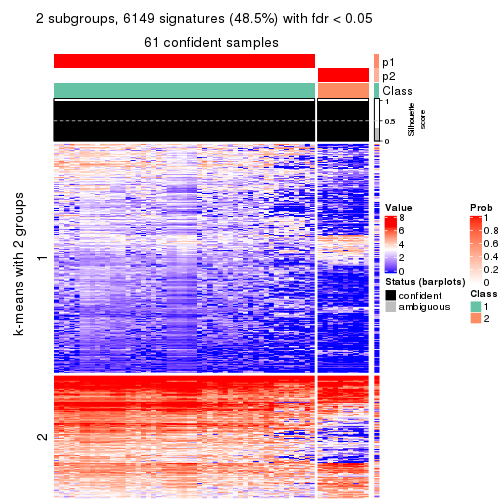 2 subgroups, 6149 signatures (48.5%) with fdr < 0.05
61 confident samples
p1
p2
Class
1
0.5
0
Silhouette
score
k-means with 2 groups
1
2
Value
8
6
4
2
0
Status (barplots)
confident
ambiguous
Prob
1
0.8
0.6
0.4
0.2
0
Class
1
2